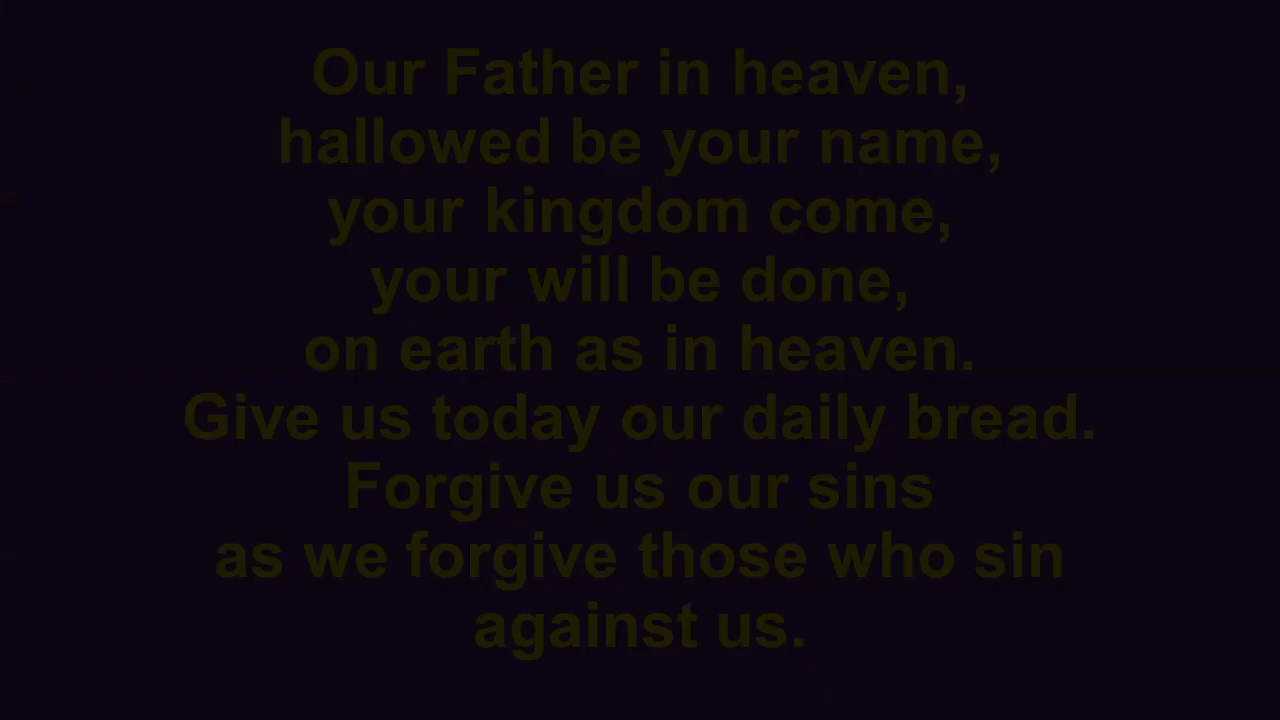 Our Father in heaven,
hallowed be your name,
your kingdom come,
your will be done,
on earth as in heaven.
Give us today our daily bread.
Forgive us our sins
as we forgive those who sin
against us.